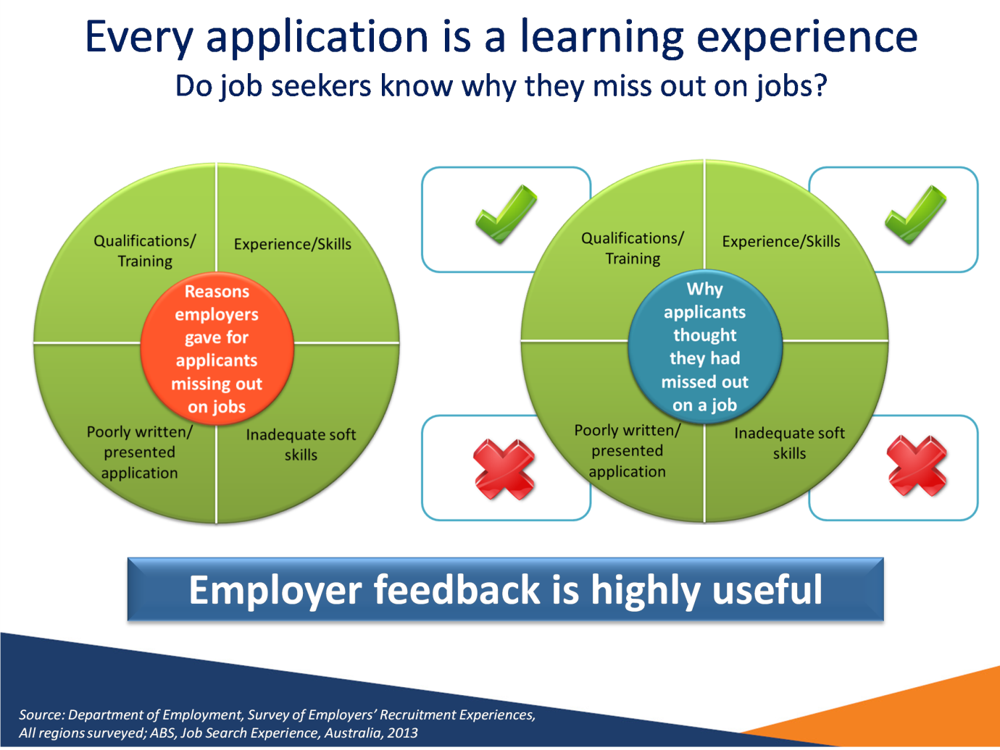 Every application is a learning experience
Do job seekers know why they miss out on jobs?
Qualifications/
Training
Experience/Skills
Reasons
employers
gave for
applicants
missing out
on jobs
Poorly written/
presented
application
Inadequate soft
skills
Qualifications/
Training
Experience/Skills
Why
applicants
thought
they had
missed out
on a job
Poorly written/
presented
application
Inadequate soft
skills
Employer feedback is highly useful
Source: Department of Employment, Survey of Employers’ Recruitment Experiences,
All regions surveyed; ABS, Job Search Experience, Australia, 2013